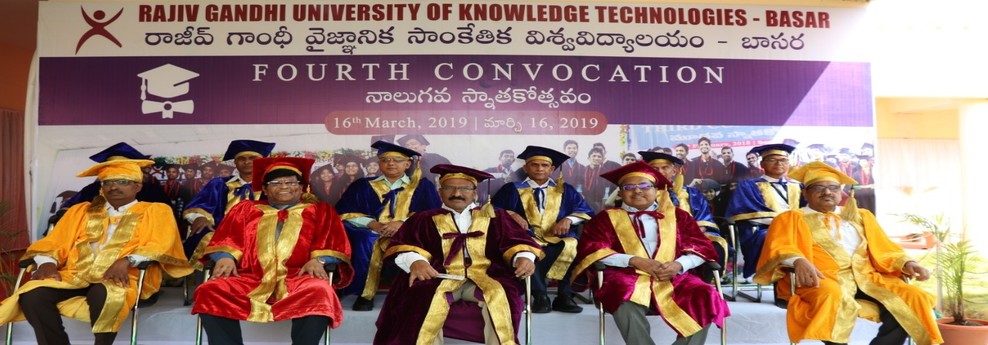 RAJIV GANDHI UNIVERSITY OF KNOWLEDGE TECHNOLOGIES - BASAR
రాజీవ్ గాంధీ వైజ్ఞానిక సాంకేతిక విశ్వవిద్యాలయం - బాసర
FOURTH CONVOCATION
నాలుగవ స్నాతకోత్సవం
16th March, 2019 | మార్చి 16, 2019
THIRD